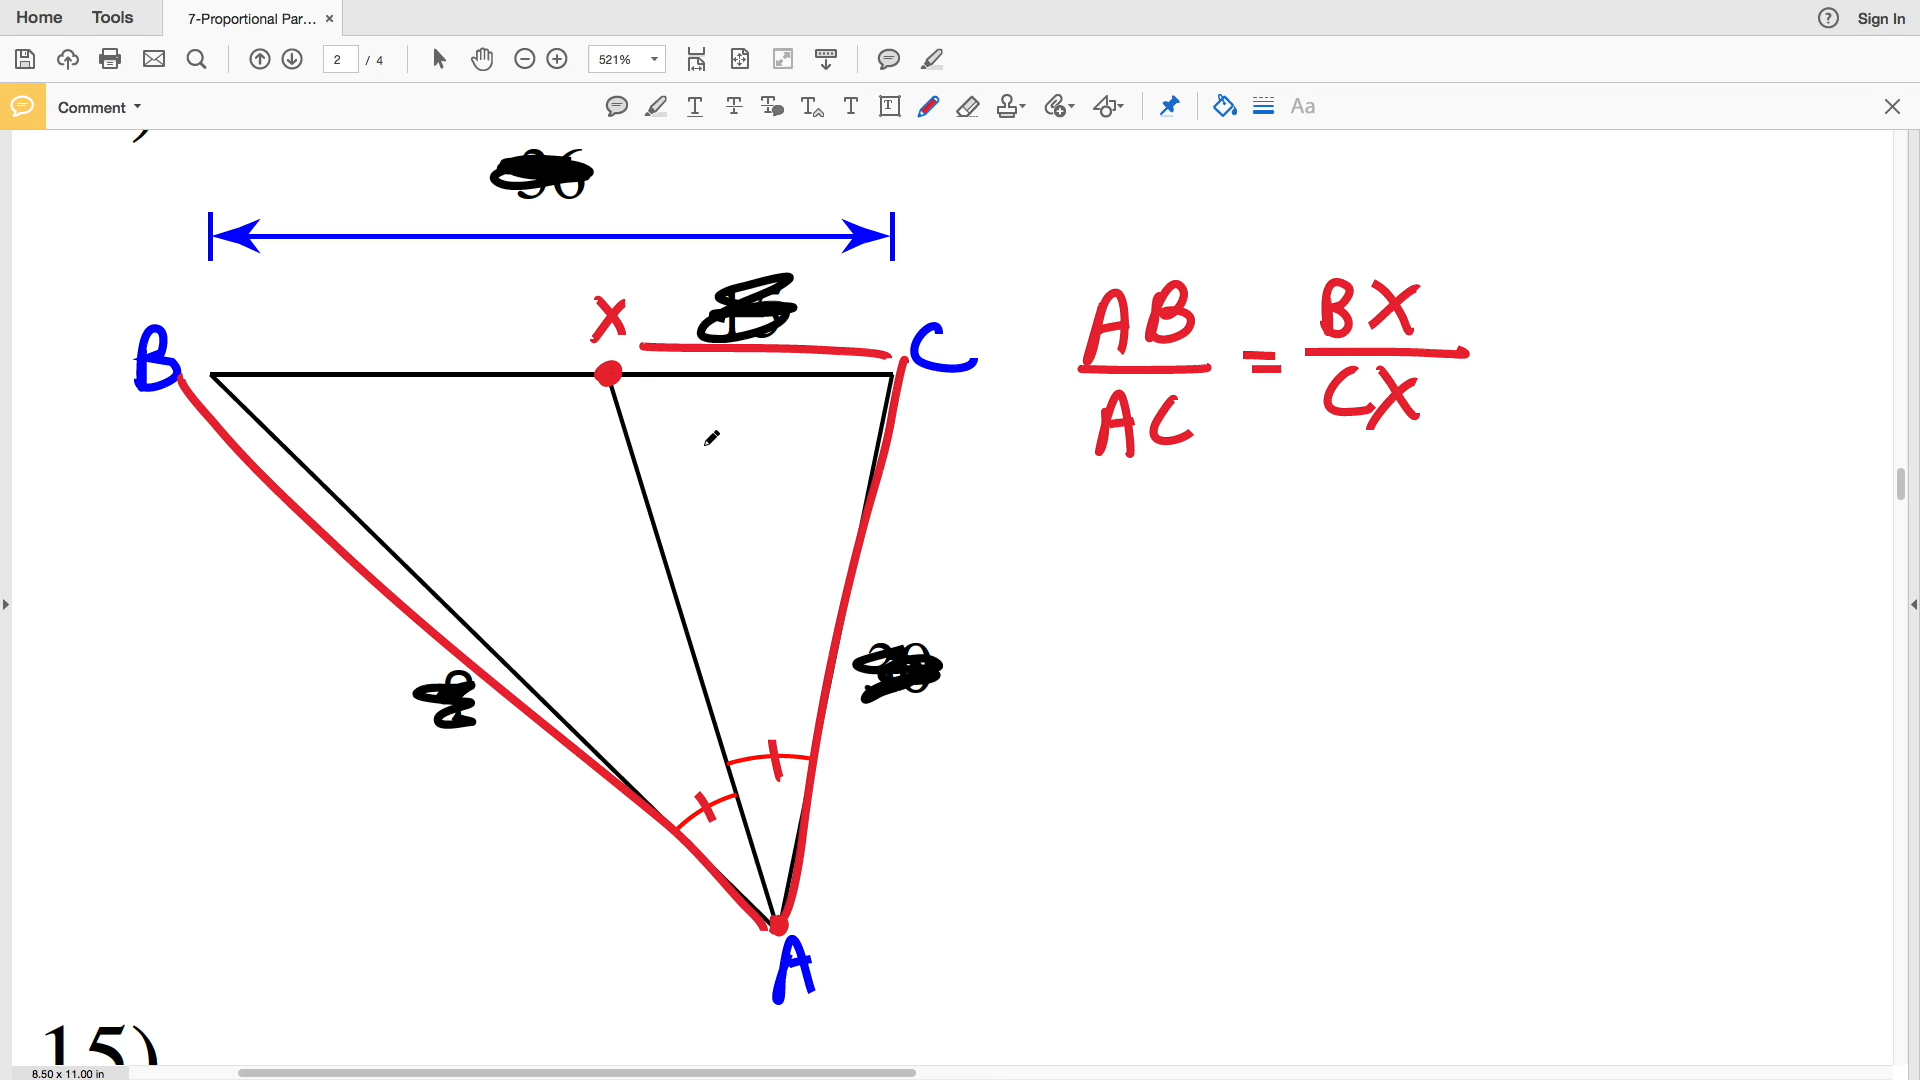 Home Tools 7-Proportional Par... × ? Sign In
2 / 4 521%
Comment Aa
X
B
C
AB/AC = BX/CX
A
15)
8.50 x 11.00 in